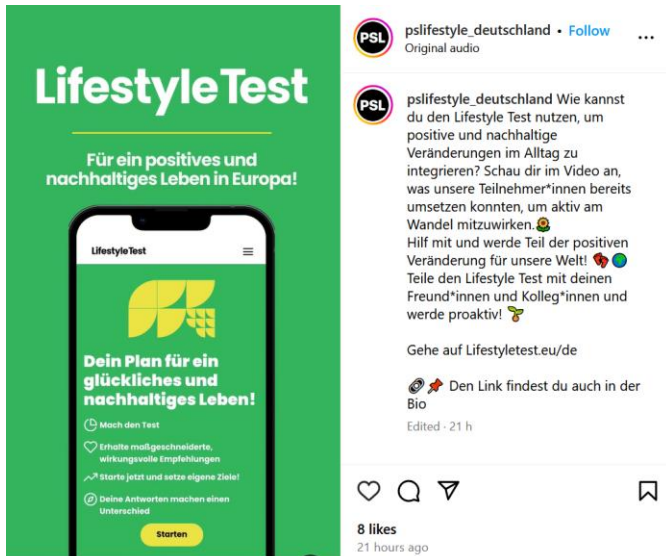 Lifestyle Test
Für ein positives und
nachhaltiges Leben in Europa!
LifestyleTest
Dein Plan für ein
glückliches und
nachhaltiges Leben!
Mach den Test
Erhalte maßgeschneiderte,
wirkungsvolle Empfehlungen
Starte jetzt und setze eigene Ziele!
Deine Antworten machen einen
Unterschied
Starten
PSL
pslifestyle_deutschland • Follow
Original audio
PSL
pslifestyle_deutschland Wie kannst
du den Lifestyle Test nutzen, um
positive und nachhaltige
Veränderungen im Alltag zu
integrieren? Schau dir im Video an,
was unsere Teilnehmer*innen bereits
umsetzen konnten, um aktiv am
Wandel mitzuwirken.🌻
Hilf mit und werde Teil der positiven
Veränderung für unsere Welt! 👣🌍
Teile den Lifestyle Test mit deinen
Freund*innen und Kolleg*innen und
werde proaktiv! 🌱
Gehe auf Lifestyletest.eu/de
🔗📌 Den Link findest du auch in der
Bio
Edited · 21 h
8 likes
21 hours ago